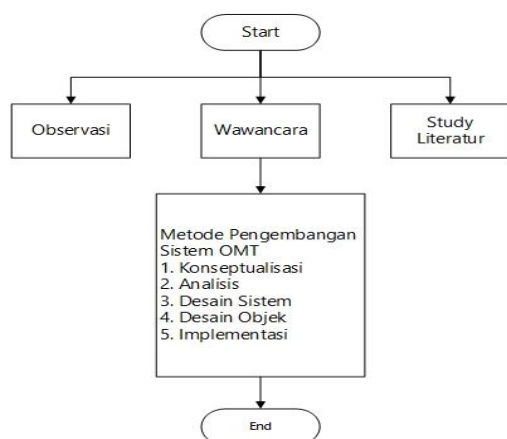 Start
Observasi
Wawancara
Study
Literatur
Metode Pengembangan
Sistem OMT
1. Konseptualisasi
2. Analisis
3. Desain Sistem
4. Desain Objek
5. Implementasi
End